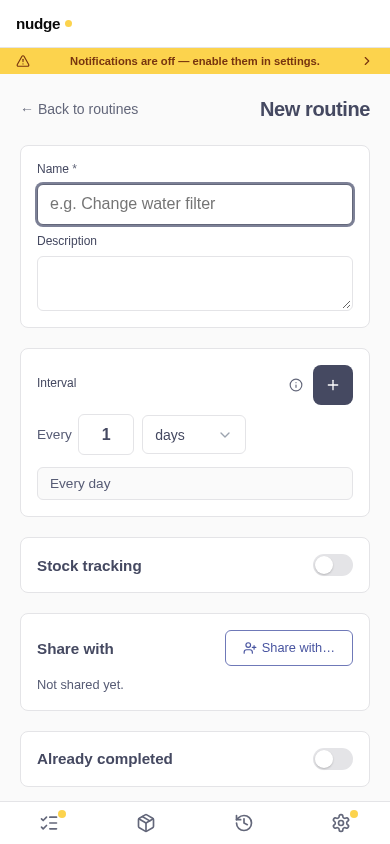 nudge
Notifications are off — enable them in settings.
← Back to routines
New routine
Name *
e.g. Change water filter
Description
Interval
Every 1 days
Every day
Stock tracking
Share with
Share with…
Not shared yet.
Already completed